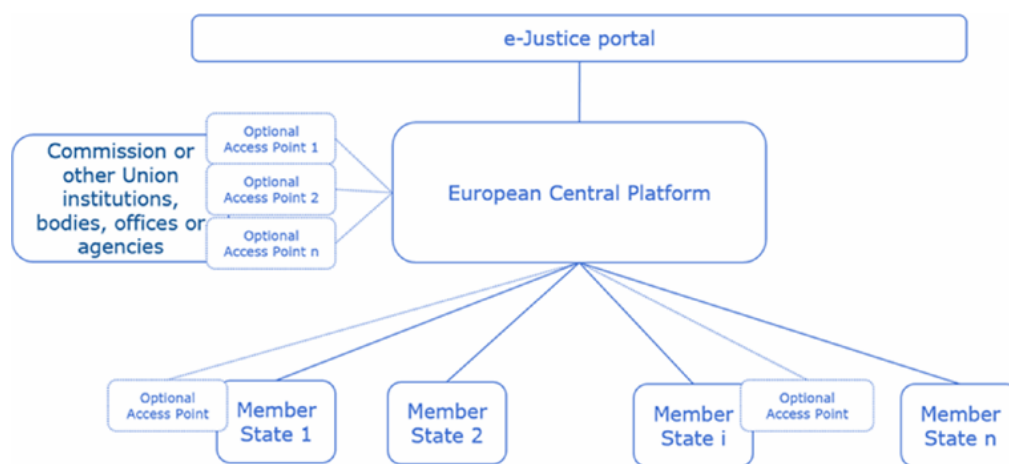 e-Justice portal
Commission or
other Union
institutions,
bodies, offices or
agencies
Optional
Access Point 1
Optional
Access Point 2
Optional
Access Point n
European Central Platform
Optional
Access Point
Member
State 1
Member
State 2
Member
State i
Optional
Access Point
Member
State n